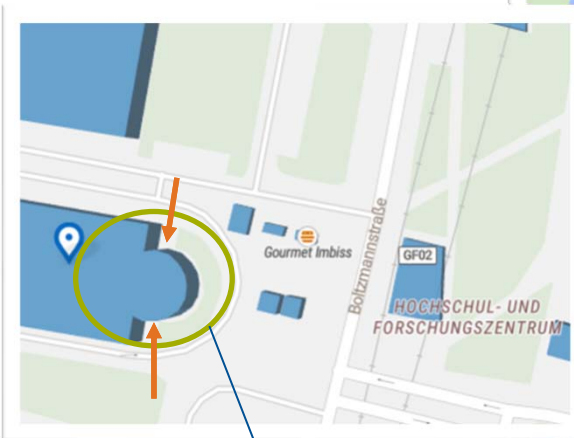 Gourmet Imbiss
Boltzmannstraße
GF02
HOCHSCHUL- UND
FORSCHUNGSZENTRUM